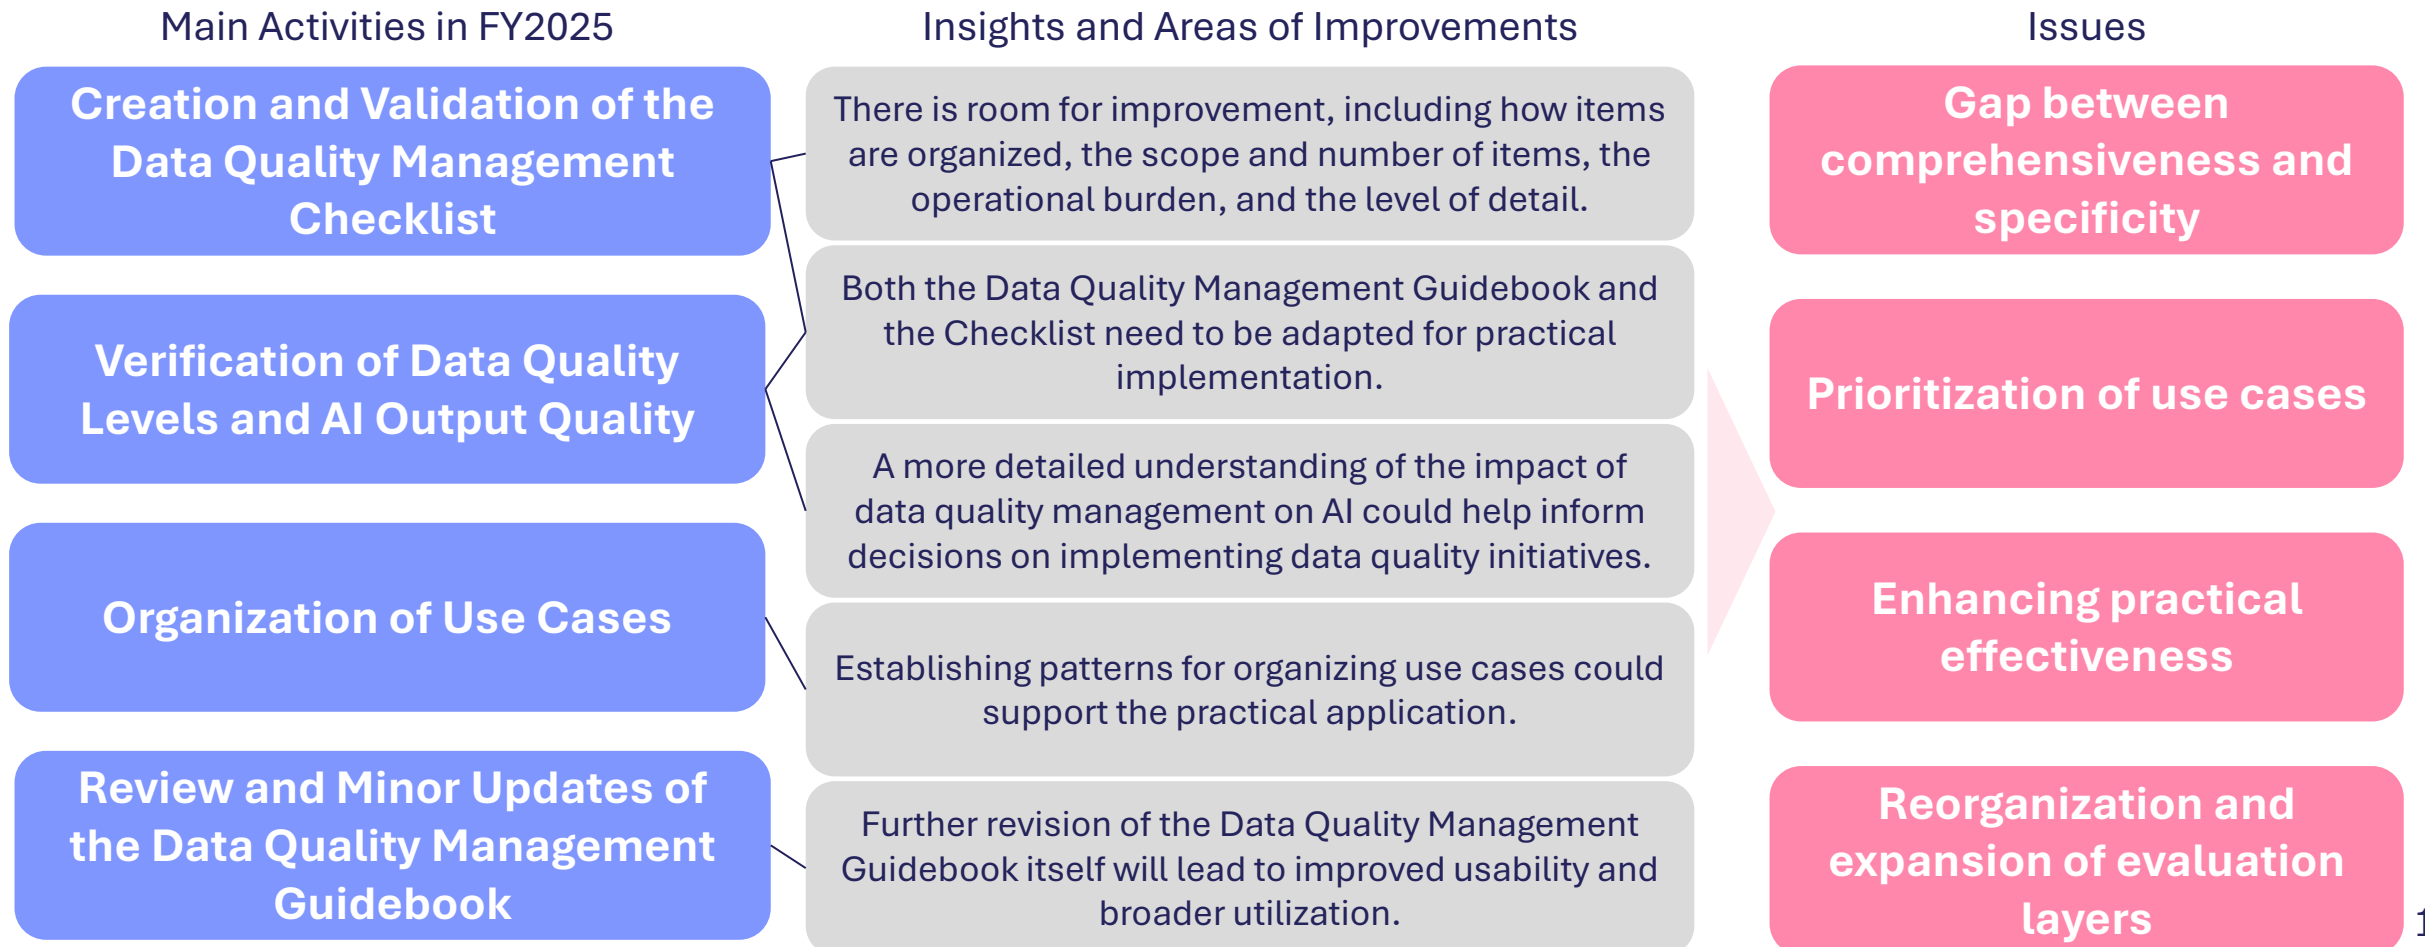 Main Activities in FY2025
Creation and Validation of the
Data Quality Management
Checklist
Verification of Data Quality
Levels and AI Output Quality
Organization of Use Cases
Review and Minor Updates of
the Data Quality Management
Guidebook
Insights and Areas of Improvements
There is room for improvement, including how items
are organized, the scope and number of items, the
operational burden, and the level of detail.
Both the Data Quality Management Guidebook and
the Checklist need to be adapted for practical
implementation.
A more detailed understanding of the impact of
data quality management on AI could help inform
decisions on implementing data quality initiatives.
Establishing patterns for organizing use cases could
support the practical application.
Further revision of the Data Quality Management
Guidebook itself will lead to improved usability and
broader utilization.
Issues
Gap between
comprehensiveness and
specificity
Prioritization of use cases
Enhancing practical
effectiveness
Reorganization and
expansion of evaluation
layers